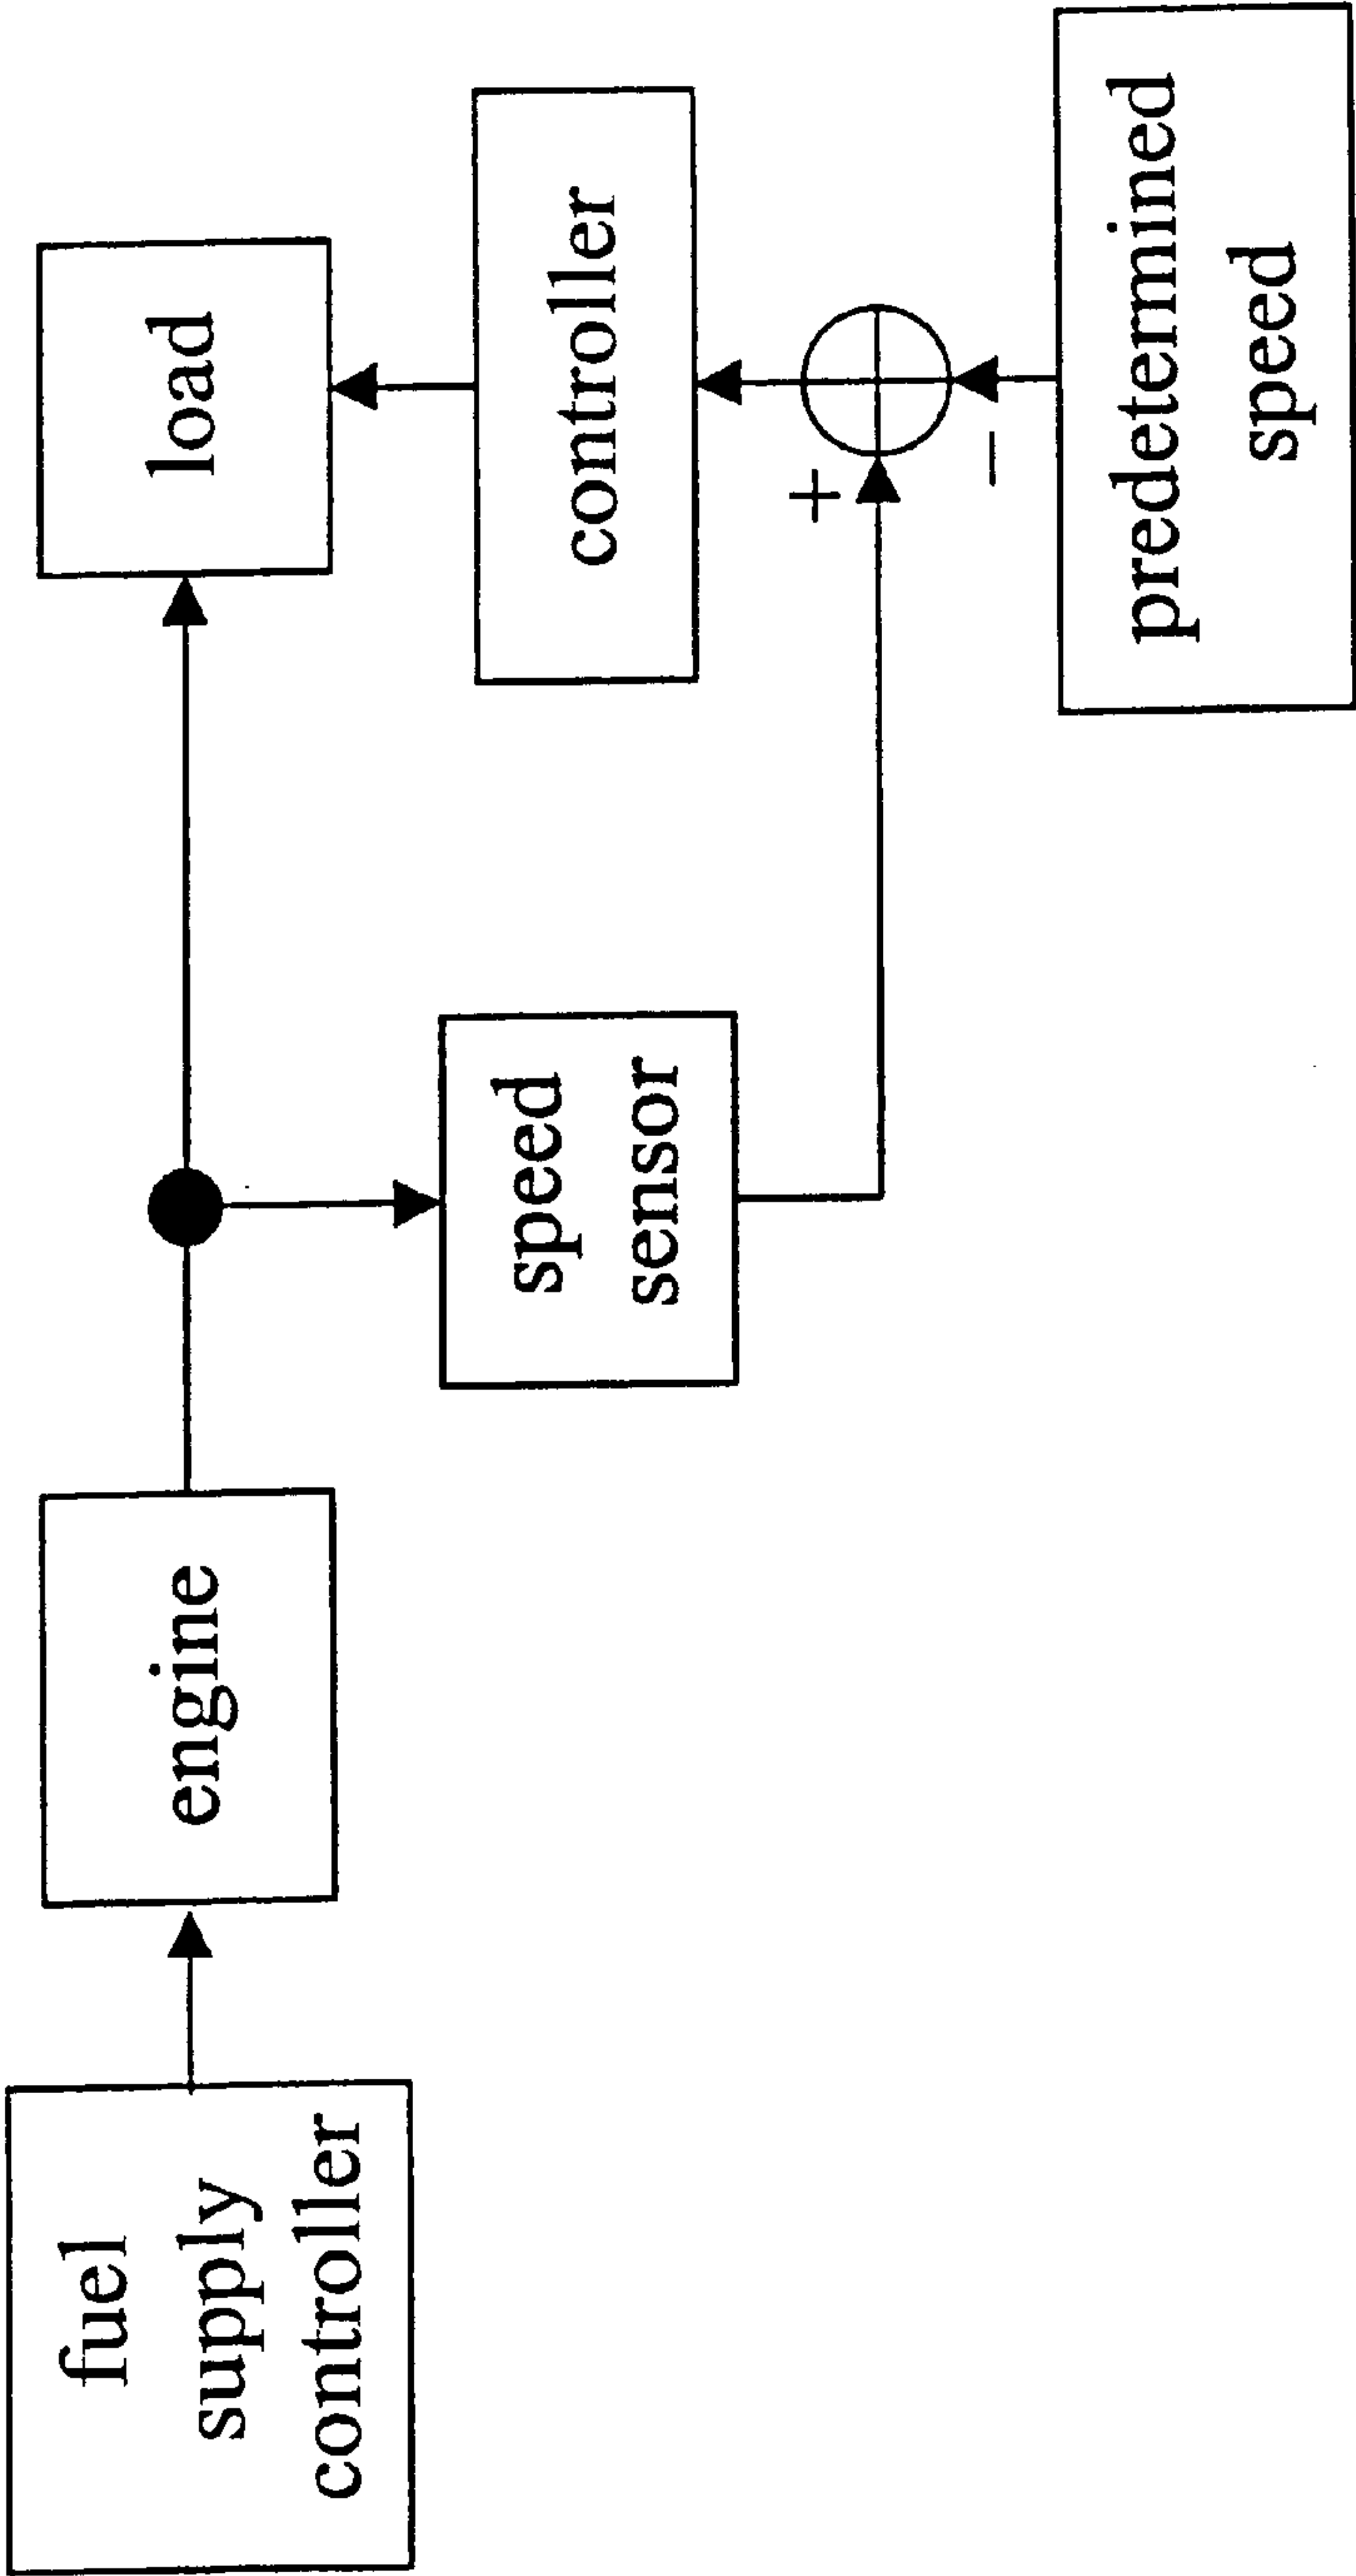 fuel
supply
controller
engine
load
speed
sensor
controller
+
−
predetermined
speed